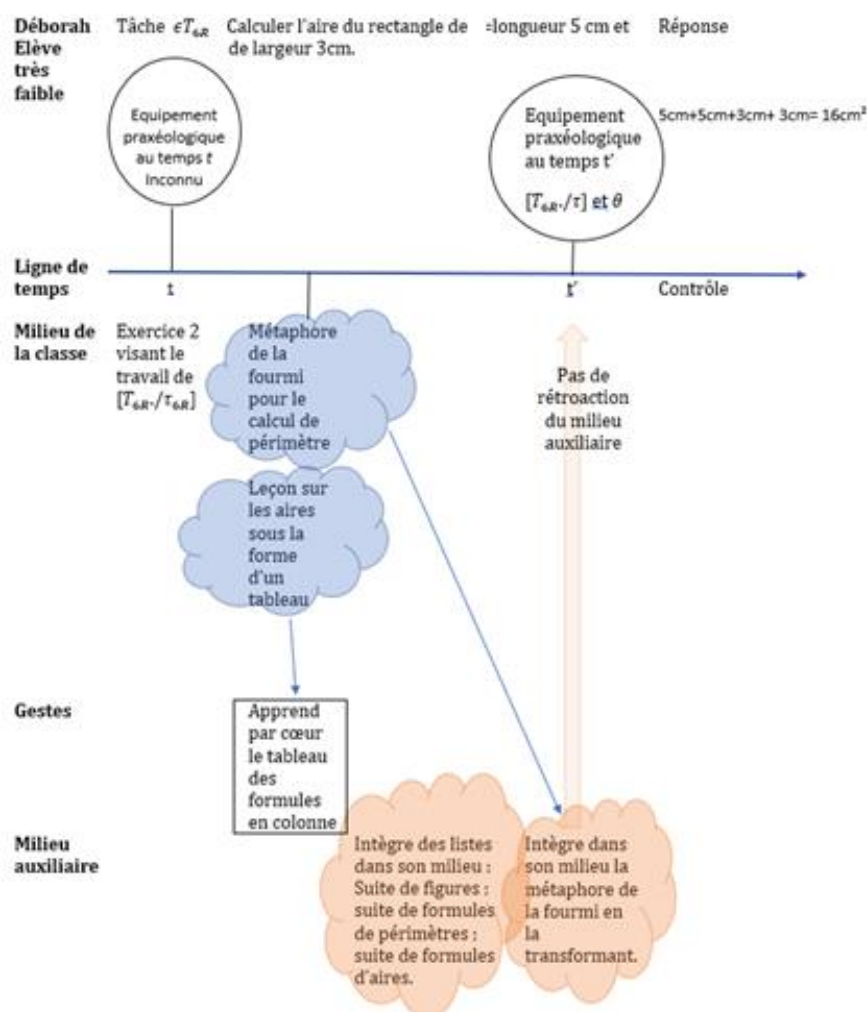 Déborah
Elève
très
faible
Tâche ϵT₆ᵣ
Calculer l'aire du rectangle de =longueur 5 cm et
de largeur 3cm.
Réponse
Equipement
praxéologique
au temps t
Inconnu
Equipement
praxéologique
au temps t'
[T₆ᵣ./τ] et θ
5cm+5cm+3cm+ 3cm= 16cm²
Ligne de
temps
t
t'
Contrôle
Milieu de
la classe
Exercice 2
visant le
travail de
[T₆ᵣ./τ₆ᵣ]
Métaphore
de la
fourmi
pour le
calcul de
périmètre
Leçon sur
les aires
sous la
forme
d'un
tableau
Pas de
rétroaction
du milieu
auxiliaire
Gestes
Apprend
par cœur
le tableau
des
formules
en colonne
Milieu
auxiliaire
Intègre des listes
dans son milieu :
Suite de figures ;
suite de formules
de périmètres ;
suite de formules
d'aires.
Intègre dans
son milieu la
métaphore de
la fourmi en
la
transformant.